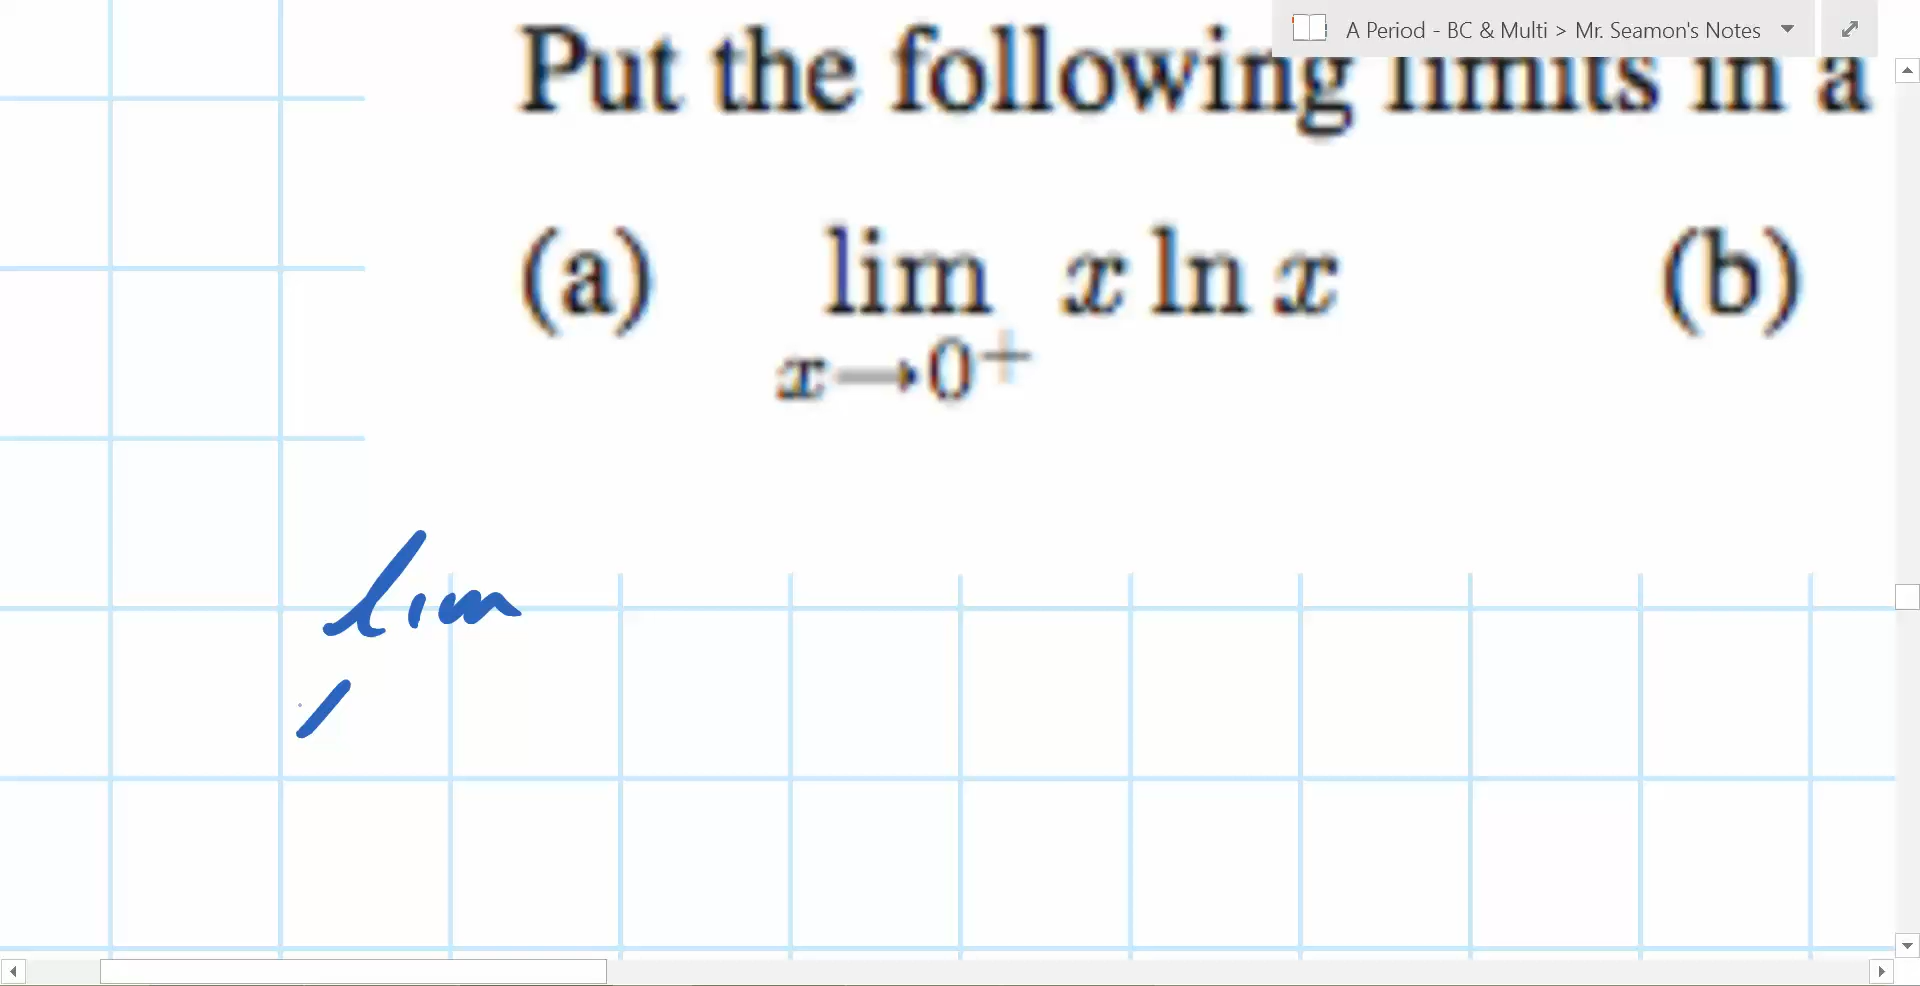 A Period - BC & Multi > Mr. Seamon's Notes
Put the following limits in a
(a) lim x ln x (b)
x→0⁺
lim